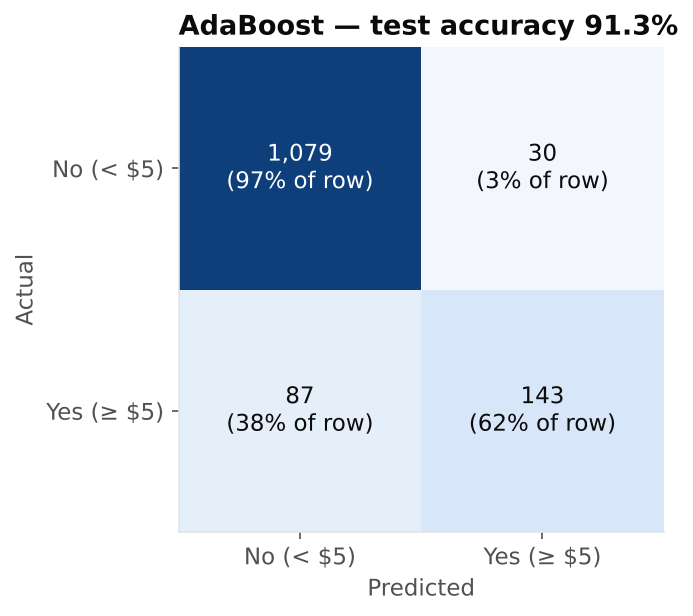 AdaBoost — test accuracy 91.3%
Actual
No (< $5)
1,079
(97% of row)
30
(3% of row)
Yes (≥ $5)
87
(38% of row)
143
(62% of row)
No (< $5)
Yes (≥ $5)
Predicted